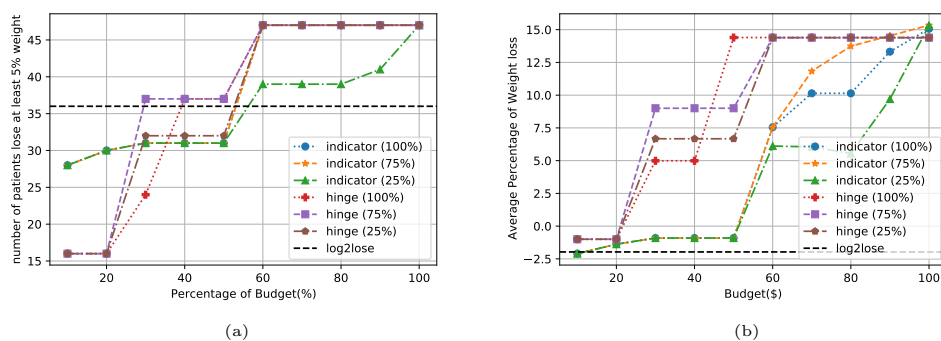 number of patients lose at least 5% weight
45
40
35
30
25
20
15
20
40
60
80
100
Percentage of Budget(%)
indicator (100%)
indicator (75%)
indicator (25%)
hinge (100%)
hinge (75%)
hinge (25%)
log2lose
(a)
Average Percentage of Weight loss
15.0
12.5
10.0
7.5
5.0
2.5
0.0
−2.5
20
40
60
80
100
Budget($)
indicator (100%)
indicator (75%)
indicator (25%)
hinge (100%)
hinge (75%)
hinge (25%)
log2lose
(b)